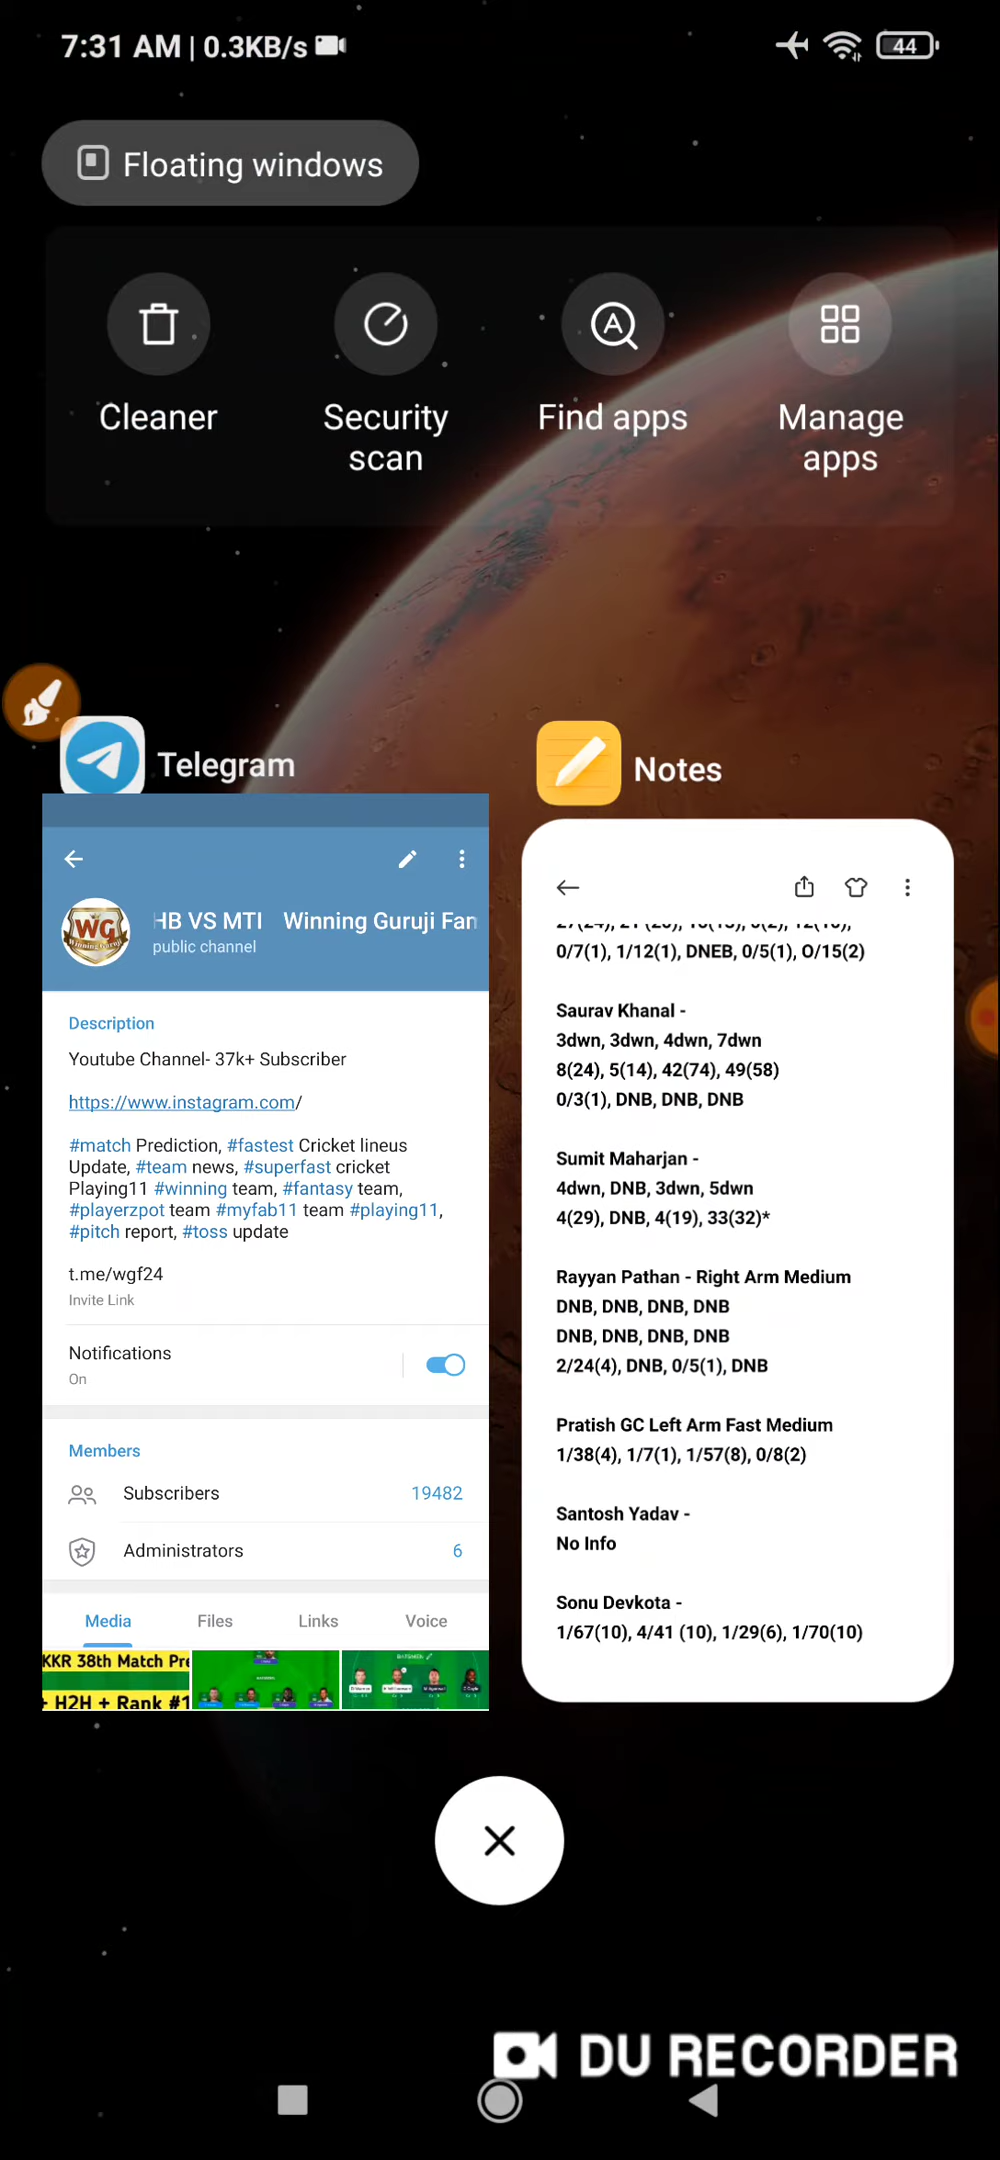 7:31 AM | 0.3KB/s
44
Floating windows
Cleaner
Security scan
Find apps
Manage apps
Telegram
WG
Winning Guruji
HB VS MTI Winning Guruji Fan
public channel
Description
Youtube Channel- 37k+ Subscriber
https://www.instagram.com/
#match Prediction, #fastest Cricket lineus
Update, #team news, #superfast cricket
Playing11 #winning team, #fantasy team,
#playerzpot team #myfab11 team #playing11,
#pitch report, #toss update
t.me/wgf24
Invite Link
Notifications
On
Members
Subscribers 19482
Administrators 6
Media Files Links Voice
KKR 38th Match Pre
+ H2H + Rank #1
Notes
0/7(1), 1/12(1), DNEB, 0/5(1), O/15(2)
Saurav Khanal -
3dwn, 3dwn, 4dwn, 7dwn
8(24), 5(14), 42(74), 49(58)
0/3(1), DNB, DNB, DNB
Sumit Maharjan -
4dwn, DNB, 3dwn, 5dwn
4(29), DNB, 4(19), 33(32)*
Rayyan Pathan - Right Arm Medium
DNB, DNB, DNB, DNB
DNB, DNB, DNB, DNB
2/24(4), DNB, 0/5(1), DNB
Pratish GC Left Arm Fast Medium
1/38(4), 1/7(1), 1/57(8), 0/8(2)
Santosh Yadav -
No Info
Sonu Devkota -
1/67(10), 4/41 (10), 1/29(6), 1/70(10)
DU RECORDER